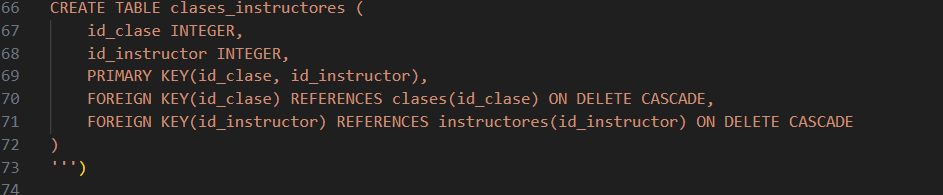 66 CREATE TABLE clases_instructores (
67     id_clase INTEGER,
68     id_instructor INTEGER,
69     PRIMARY KEY(id_clase, id_instructor),
70     FOREIGN KEY(id_clase) REFERENCES clases(id_clase) ON DELETE CASCADE,
71     FOREIGN KEY(id_instructor) REFERENCES instructores(id_instructor) ON DELETE CASCADE
72 )
73 ''')
74